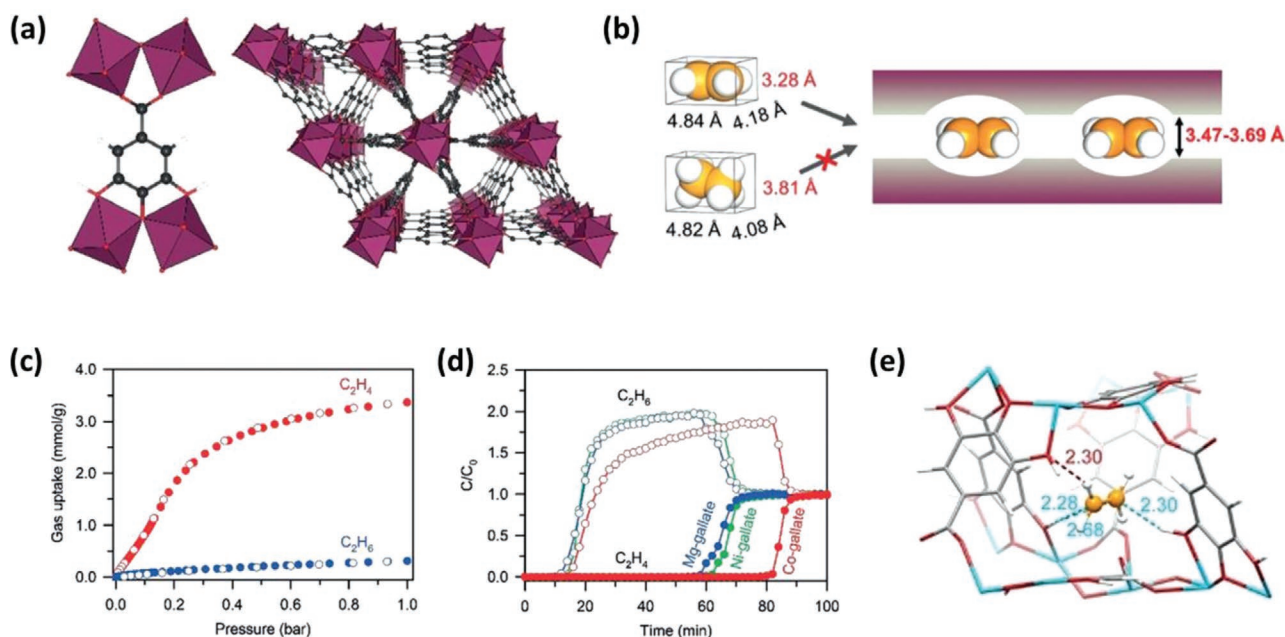 (a)
(b)
3.28 Å
4.84 Å 4.18 Å
3.81 Å
4.82 Å 4.08 Å
3.47-3.69 Å
(c)
Gas uptake (mmol/g)
4.0
3.0
2.0
1.0
0.0
C₂H₄
C₂H₆
0.0 0.2 0.4 0.6 0.8 1.0
Pressure (bar)
(d)
C/C₀
2.5
2.0
1.5
1.0
0.5
0.0
C₂H₆
C₂H₄
Mg-gallate
Ni-gallate
Co-gallate
0 20 40 60 80 100
Time (min)
(e)
2.30
2.28
2.30
2.68